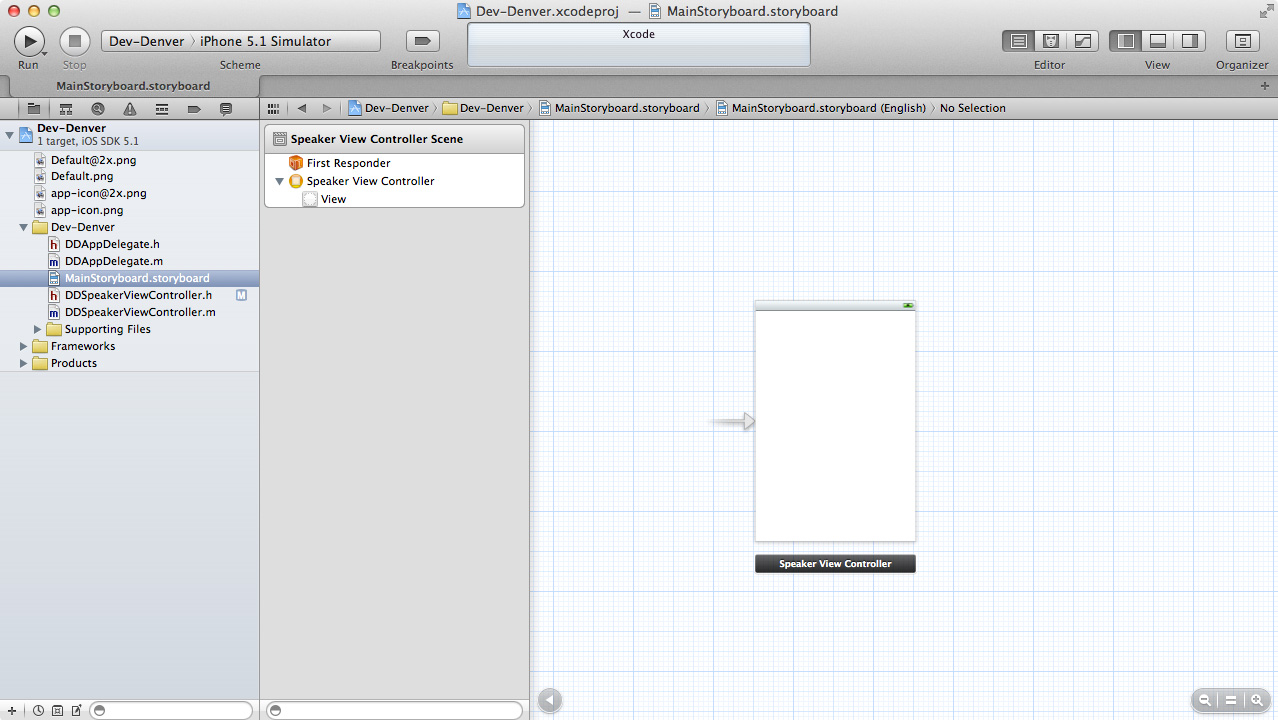 Dev-Denver.xcodeproj — MainStoryboard.storyboard
Dev-Denver › iPhone 5.1 Simulator
Xcode
Run Stop Scheme Breakpoints Editor View Organizer
MainStoryboard.storyboard
Dev-Denver › Dev-Denver › MainStoryboard.storyboard › MainStoryboard.storyboard (English) › No Selection
Dev-Denver
1 target, iOS SDK 5.1
Default@2x.png
Default.png
app-icon@2x.png
app-icon.png
Dev-Denver
DDAppDelegate.h
DDAppDelegate.m
MainStoryboard.storyboard
DDSpeakerViewController.h M
DDSpeakerViewController.m
Supporting Files
Frameworks
Products
Speaker View Controller Scene
First Responder
Speaker View Controller
View
Speaker View Controller